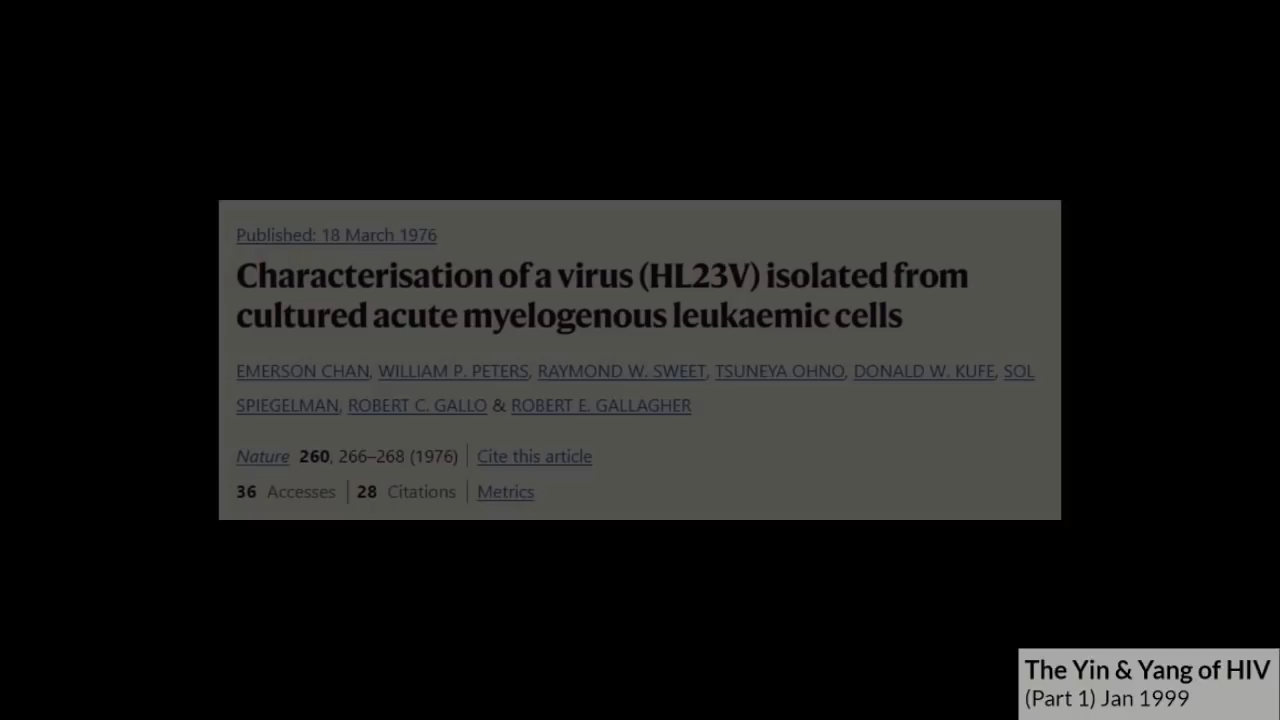 Published: 18 March 1976
Characterisation of a virus (HL23V) isolated from
cultured acute myelogenous leukaemic cells
EMERSON CHAN, WILLIAM P. PETERS, RAYMOND W. SWEET, TSUNEYA OHNO, DONALD W. KUFE, SOL
SPIEGELMAN, ROBERT C. GALLO & ROBERT E. GALLAGHER
Nature 260, 266–268 (1976) Cite this article
36 Accesses 28 Citations Metrics
The Yin & Yang of HIV
(Part 1) Jan 1999